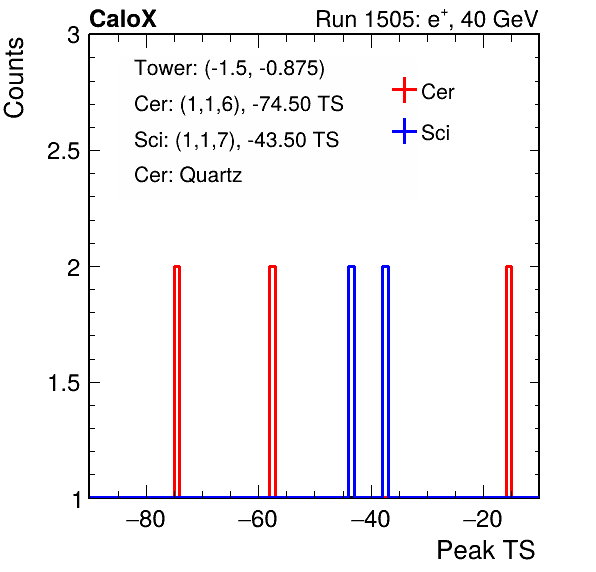 CaloX Run 1505: e⁺, 40 GeV
Counts
Tower: (-1.5, -0.875)
Cer: (1,1,6), -74.50 TS
Sci: (1,1,7), -43.50 TS
Cer: Quartz
Cer
Sci
3
2.5
2
1.5
1
−80 −60 −40 −20
Peak TS